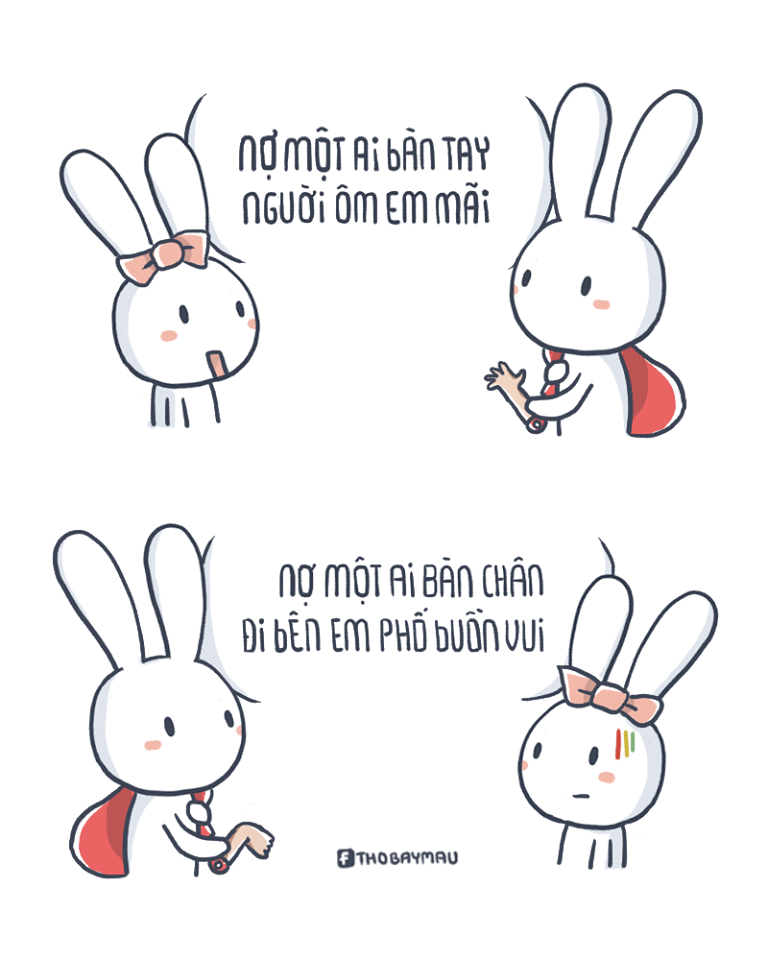 NỢ MỘT AI BÀN TAY
NGUỜI ÔM EM MÃI
NỢ MỘT AI BÀN CHÂN
ĐI BÊN EM PHỐ BUỒN VUI
f THOBAYMAU